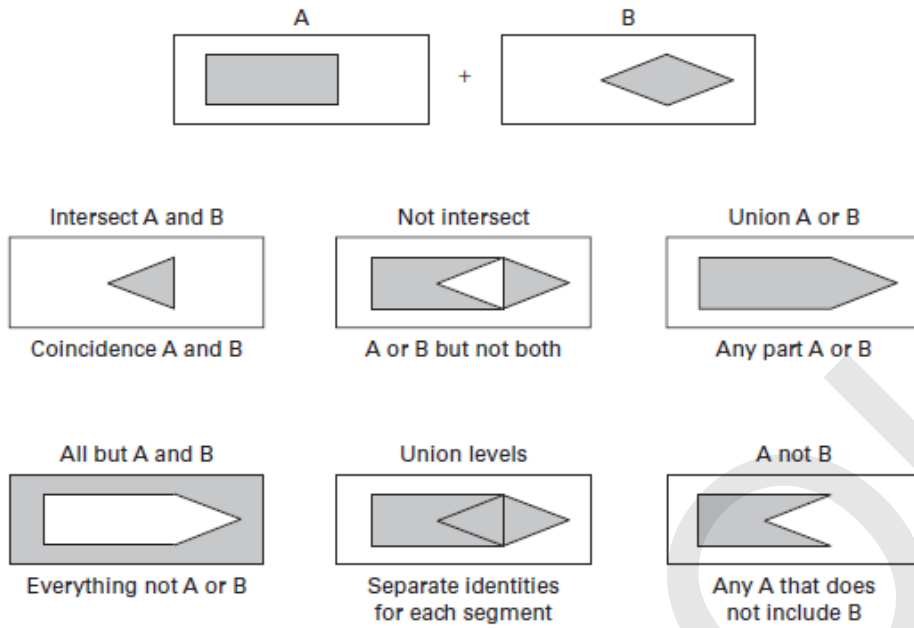 A
B
+
Intersect A and B
Not intersect
Union A or B
Coincidence A and B
A or B but not both
Any part A or B
All but A and B
Union levels
A not B
Everything not A or B
Separate identities
for each segment
Any A that does
not include B